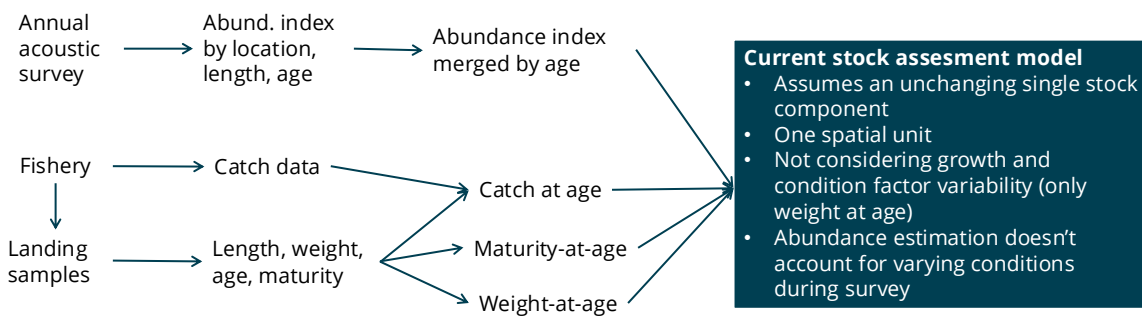 Annual
acoustic
survey
Abund. index
by location,
length, age
Abundance index
merged by age
Fishery
Catch data
Catch at age
Landing
samples
Length, weight,
age, maturity
Maturity-at-age
Weight-at-age
Current stock assesment model
• Assumes an unchanging single stock
component
• One spatial unit
• Not considering growth and
condition factor variability (only
weight at age)
• Abundance estimation doesn’t
account for varying conditions
during survey